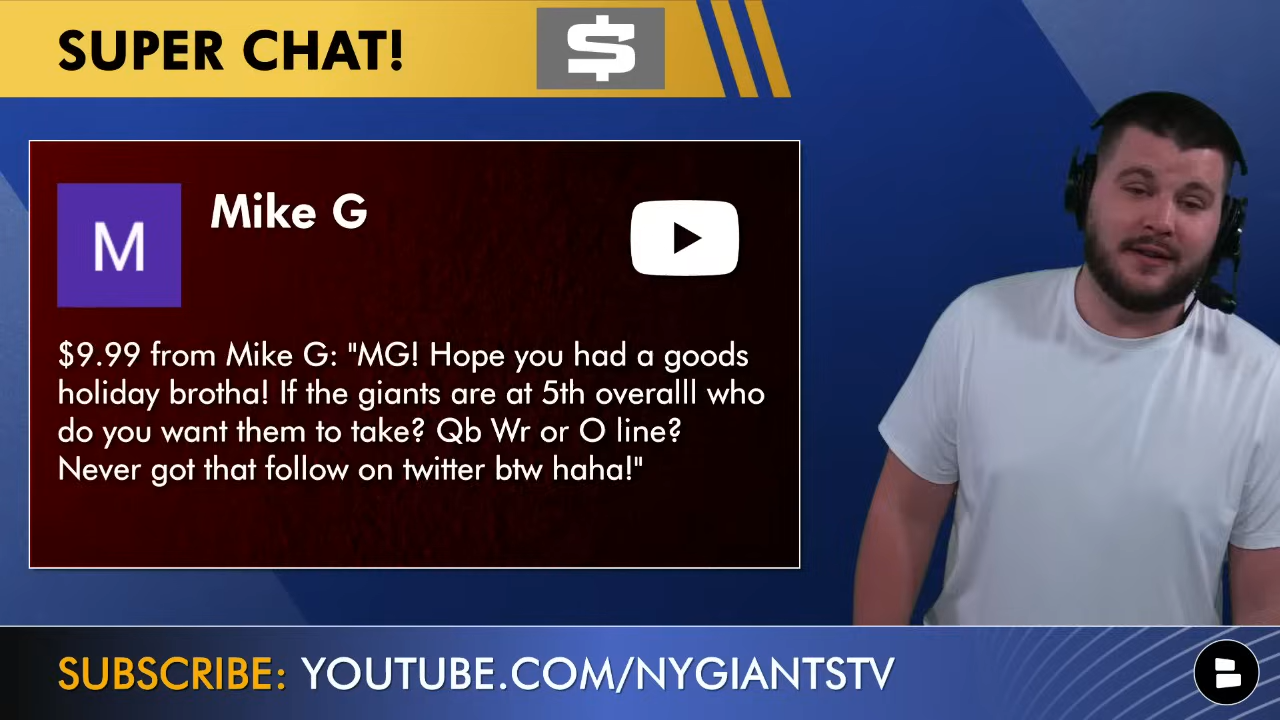 SUPER CHAT!
$
M
Mike G
$9.99 from Mike G: "MG! Hope you had a goods
holiday brotha! If the giants are at 5th overalll who
do you want them to take? Qb Wr or O line?
Never got that follow on twitter btw haha!"
SUBSCRIBE: YOUTUBE.COM/NYGIANTSTV